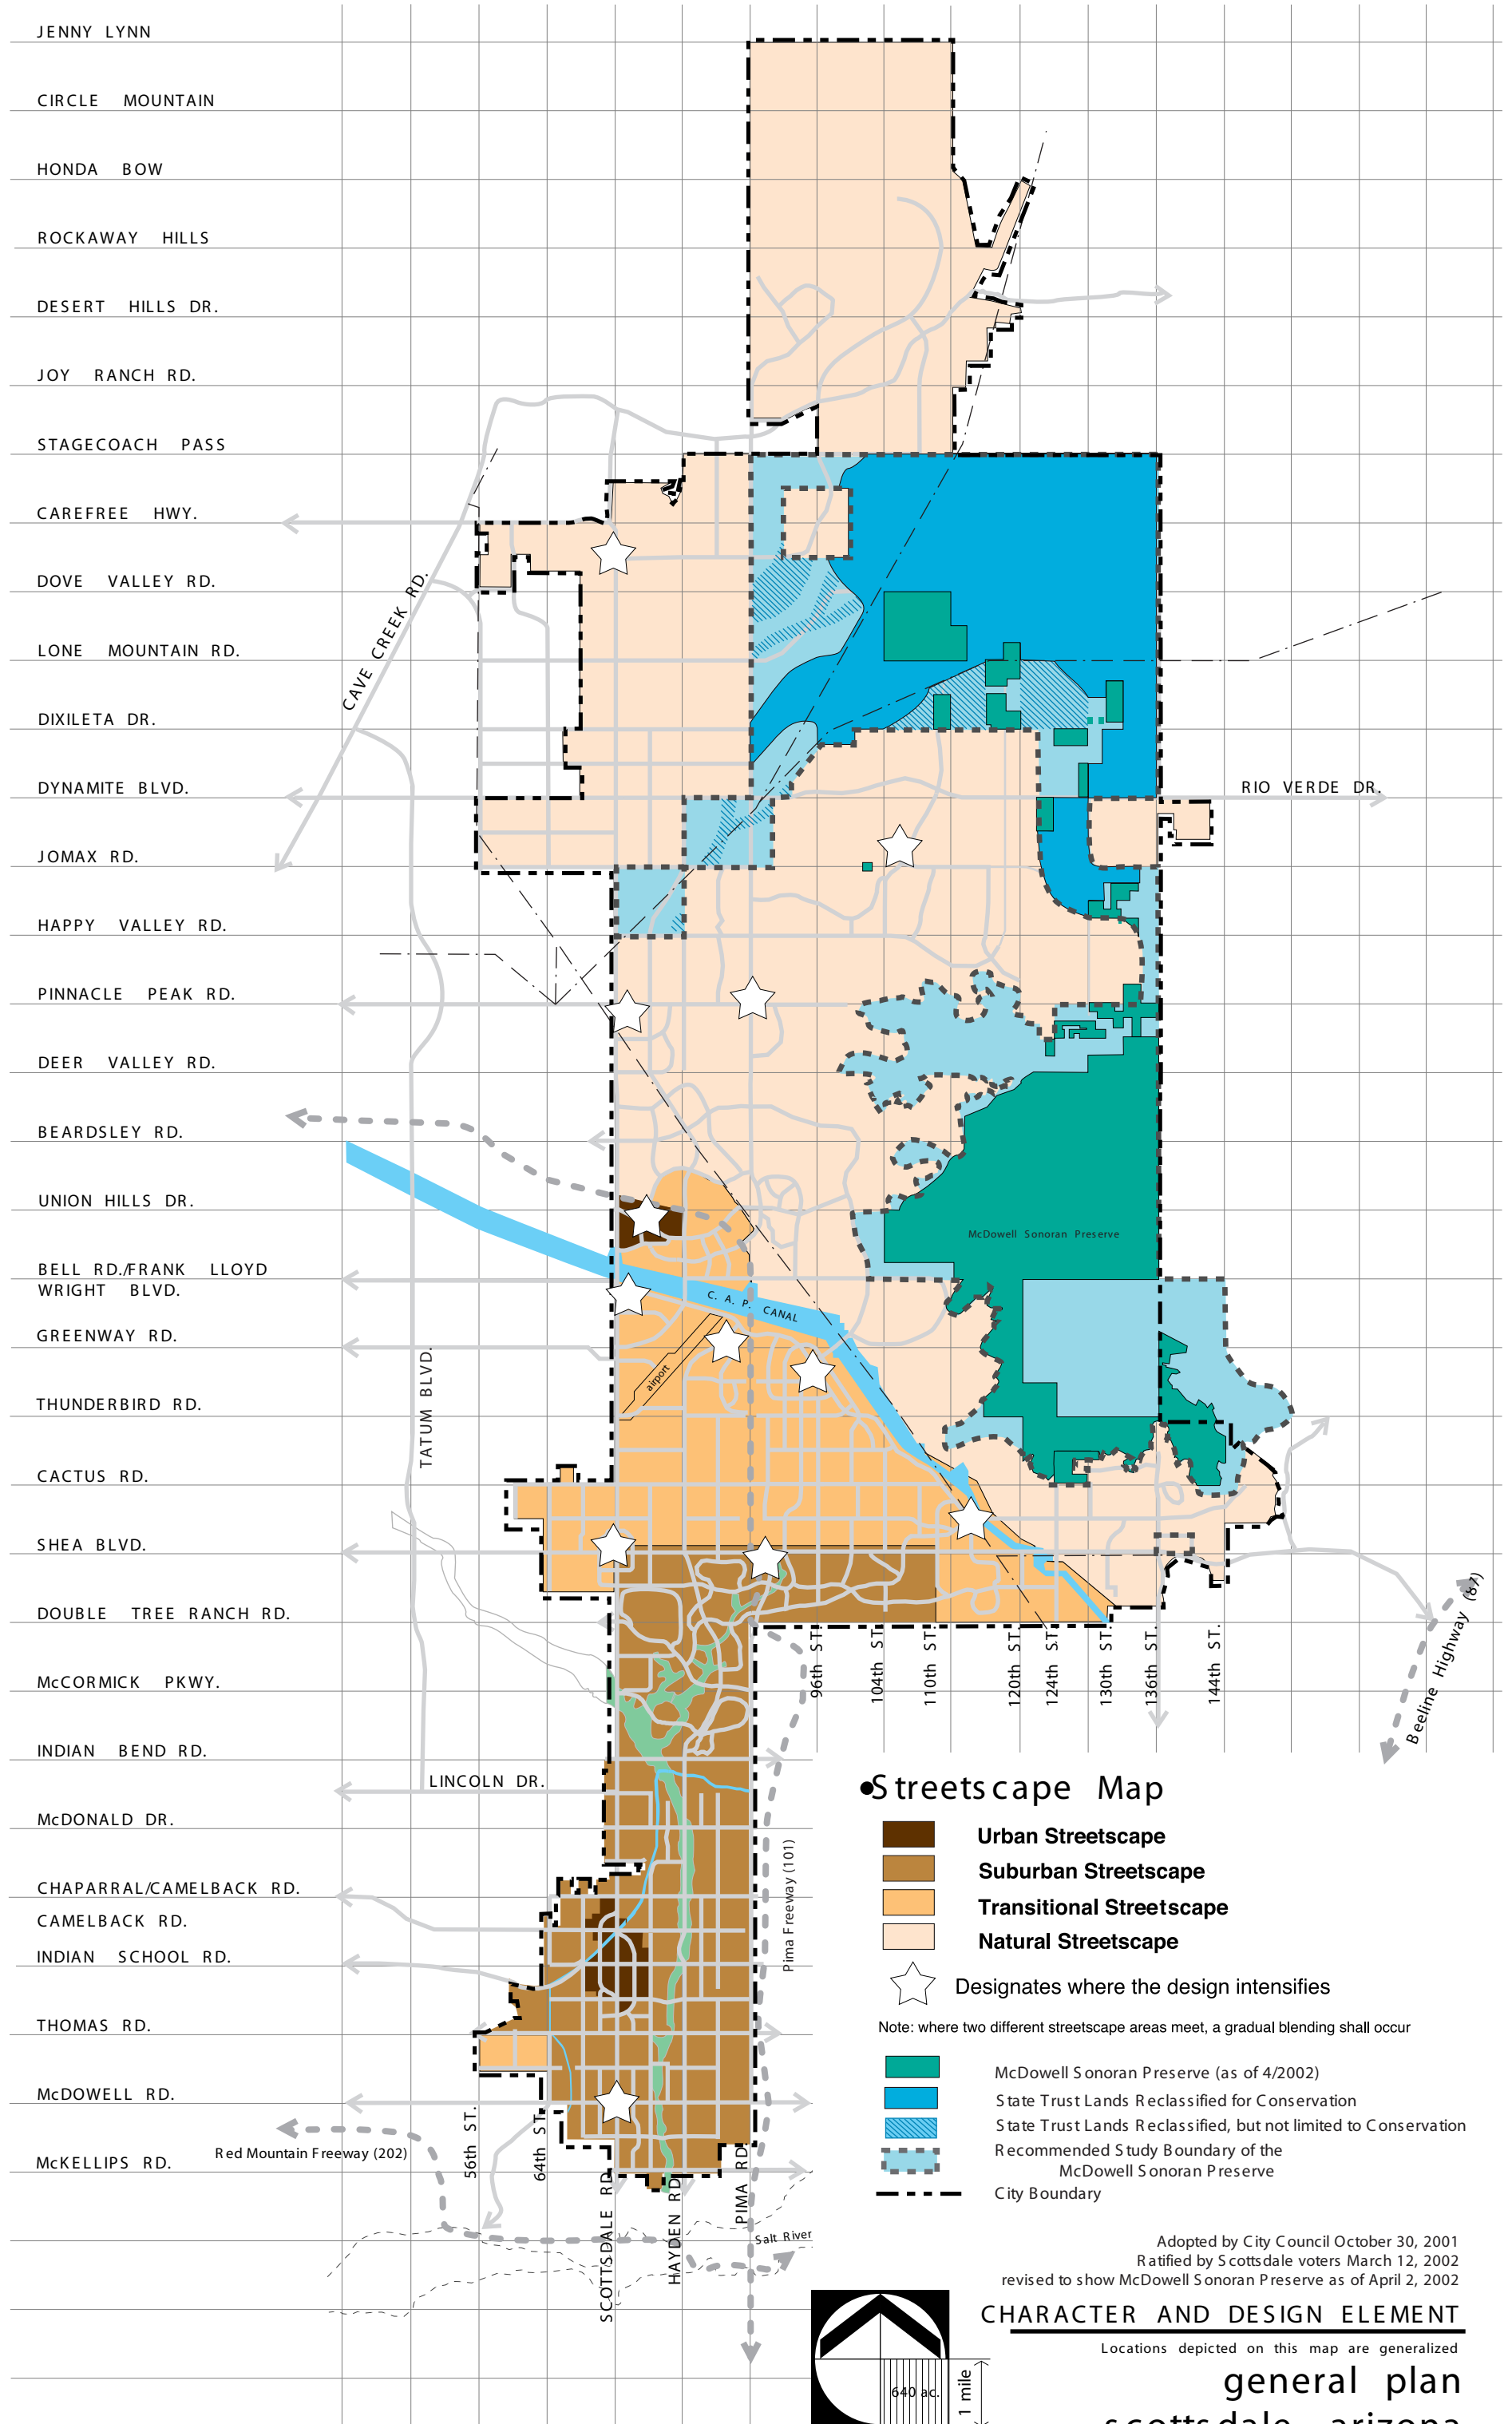 JENNY LYNN
CIRCLE MOUNTAIN
HONDA BOW
ROCKAWAY HILLS
DESERT HILLS DR.
JOY RANCH RD.
STAGECOACH PASS
CAREFREE HWY.
DOVE VALLEY RD.
CAVE CREEK RD.
LONE MOUNTAIN RD.
DIXILETA DR.
DYNAMITE BLVD.
RIO VERDE DR.
JOMAX RD.
HAPPY VALLEY RD.
PINNACLE PEAK RD.
DEER VALLEY RD.
BEARDSLEY RD.
UNION HILLS DR.
McDowell Sonoran Preserve
BELL RD./FRANK LLOYD
WRIGHT BLVD.
C. A. P. CANAL
GREENWAY RD.
airport
TATUM BLVD.
THUNDERBIRD RD.
CACTUS RD.
SHEA BLVD.
DOUBLE TREE RANCH RD.
96th ST.
104th ST.
110th ST.
120th ST.
124th ST.
130th ST.
136th ST.
144th ST.
Beeline Highway (87)
McCORMICK PKWY.
INDIAN BEND RD.
LINCOLN DR.
McDONALD DR.
CHAPARRAL/CAMELBACK RD.
CAMELBACK RD.
INDIAN SCHOOL RD.
Pima Freeway (101)
THOMAS RD.
McDOWELL RD.
56th ST.
64th ST.
Red Mountain Freeway (202)
McKELLIPS RD.
SCOTTSDALE RD.
HAYDEN RD.
PIMA RD.
Salt River
•Streetscape Map
Urban Streetscape
Suburban Streetscape
Transitional Streetscape
Natural Streetscape
Designates where the design intensifies
Note: where two different streetscape areas meet, a gradual blending shall occur
McDowell Sonoran Preserve (as of 4/2002)
State Trust Lands Reclassified for Conservation
State Trust Lands Reclassified, but not limited to Conservation
Recommended Study Boundary of the
McDowell Sonoran Preserve
City Boundary
Adopted by City Council October 30, 2001
Ratified by Scottsdale voters March 12, 2002
revised to show McDowell Sonoran Preserve as of April 2, 2002
CHARACTER AND DESIGN ELEMENT
Locations depicted on this map are generalized
640 ac.
1 mile
general plan
scottsdale, arizona